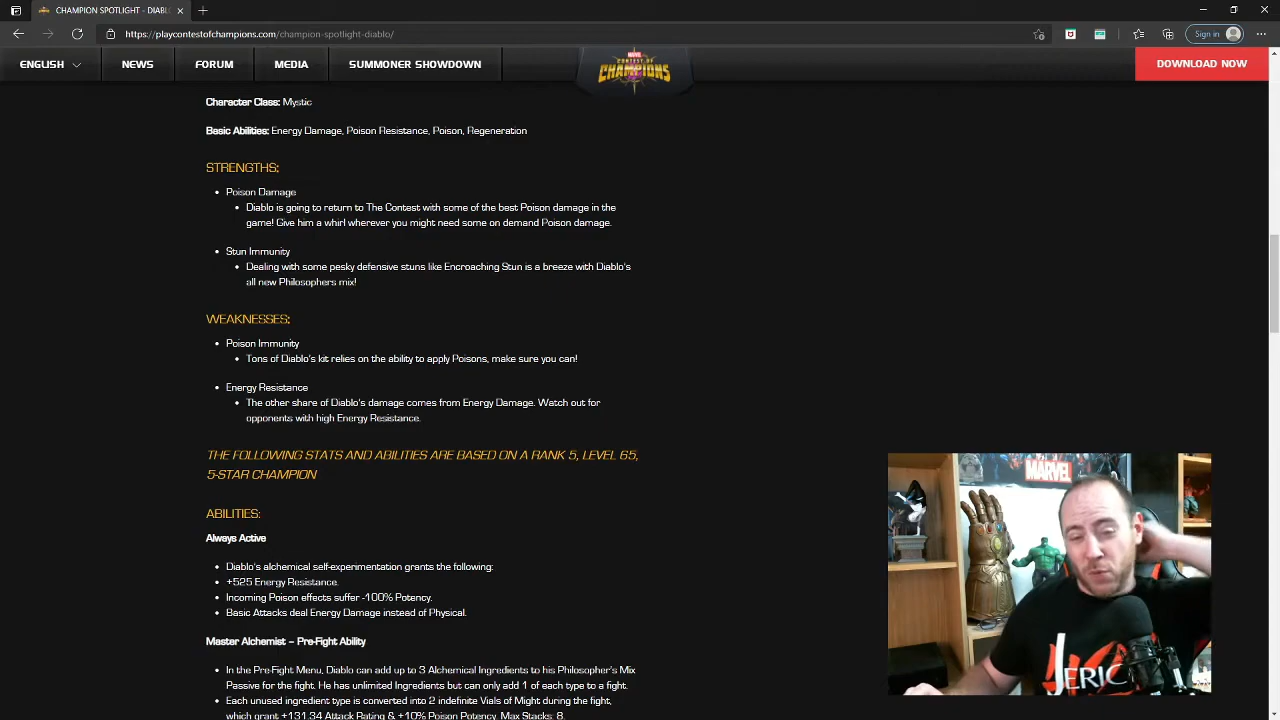 CHAMPION SPOTLIGHT - DIABL
https://playcontestofchampions.com/champion-spotlight-diablo/
Sign in
ENGLISH NEWS FORUM MEDIA SUMMONER SHOWDOWN
MARVEL
CONTEST OF
CHAMPIONS
DOWNLOAD NOW
Character Class: Mystic
Basic Abilities: Energy Damage, Poison Resistance, Poison, Regeneration
STRENGTHS:
• Poison Damage
• Diablo is going to return to The Contest with some of the best Poison damage in the
game! Give him a whirl wherever you might need some on demand Poison damage.
• Stun Immunity
• Dealing with some pesky defensive stuns like Encroaching Stun is a breeze with Diablo's
all new Philosophers mix!
WEAKNESSES:
• Poison Immunity
• Tons of Diablo's kit relies on the ability to apply Poisons, make sure you can!
• Energy Resistance
• The other share of Diablo's damage comes from Energy Damage. Watch out for
opponents with high Energy Resistance.
THE FOLLOWING STATS AND ABILITIES ARE BASED ON A RANK 5, LEVEL 65,
5-STAR CHAMPION
ABILITIES:
Always Active
• Diablo's alchemical self-experimentation grants the following:
• +525 Energy Resistance.
• Incoming Poison effects suffer -100% Potency.
• Basic Attacks deal Energy Damage instead of Physical.
Master Alchemist – Pre-Fight Ability
• In the Pre-Fight Menu, Diablo can add up to 3 Alchemical Ingredients to his Philosopher's Mix
Passive for the fight. He has unlimited Ingredients but can only add 1 of each type to a fight.
• Each unused ingredient type is converted into 2 indefinite Vials of Might during the fight,
which grant +131.34 Attack Rating & +10% Poison Potency. Max Stacks: 8.
MARVEL
JERIC